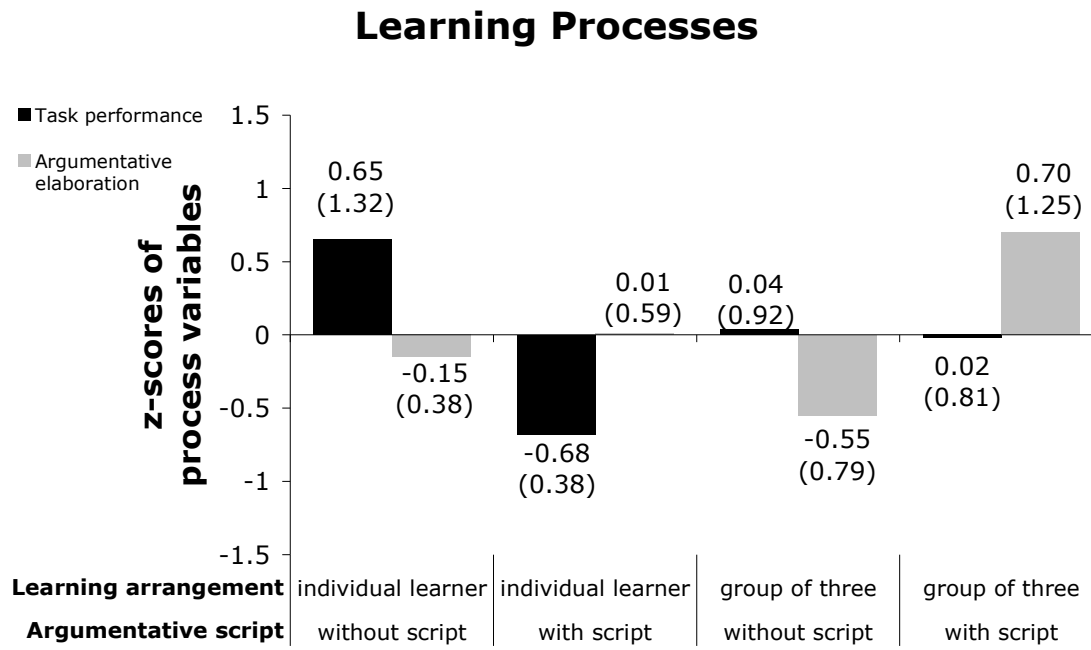 Learning Processes
Task performance
Argumentative
elaboration
z-scores of
process variables
1.5
1
0.5
0
-0.5
-1
-1.5
0.65
(1.32)
-0.15
(0.38)
-0.68
(0.38)
0.01
(0.59)
0.04
(0.92)
-0.55
(0.79)
0.02
(0.81)
0.70
(1.25)
Learning arrangement individual learner individual learner group of three group of three
Argumentative script without script with script without script with script